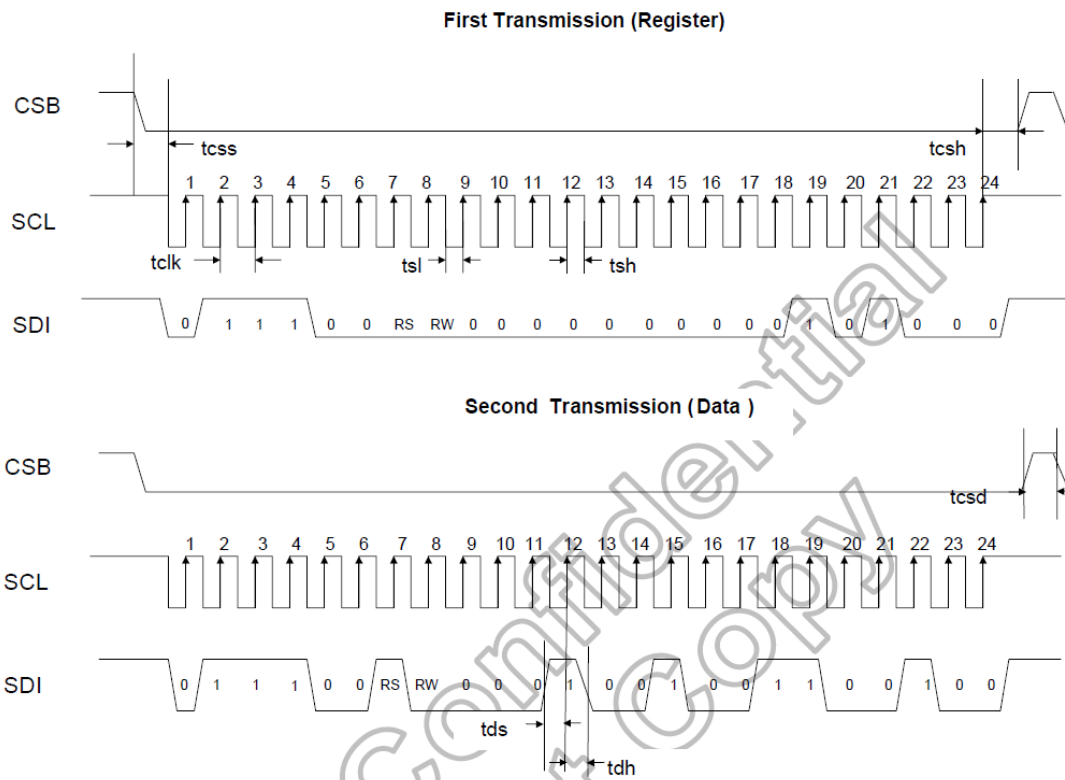 First Transmission (Register)
CSB
tcss
tcsh
1 2 3 4 5 6 7 8 9 10 11 12 13 14 15 16 17 18 19 20 21 22 23 24
SCL
tclk
tsl
tsh
SDI
0 1 1 1 0 0 RS RW 0 0 0 0 0 0 0 0 0 0 1 0 1 0 0 0
Second Transmission (Data )
CSB
tcsd
1 2 3 4 5 6 7 8 9 10 11 12 13 14 15 16 17 18 19 20 21 22 23 24
SCL
SDI
0 1 1 1 0 0 RS RW 0 0 0 1 0 0 1 0 0 1 1 0 0 1 0 0
tds
tdh
Confidential
Copy